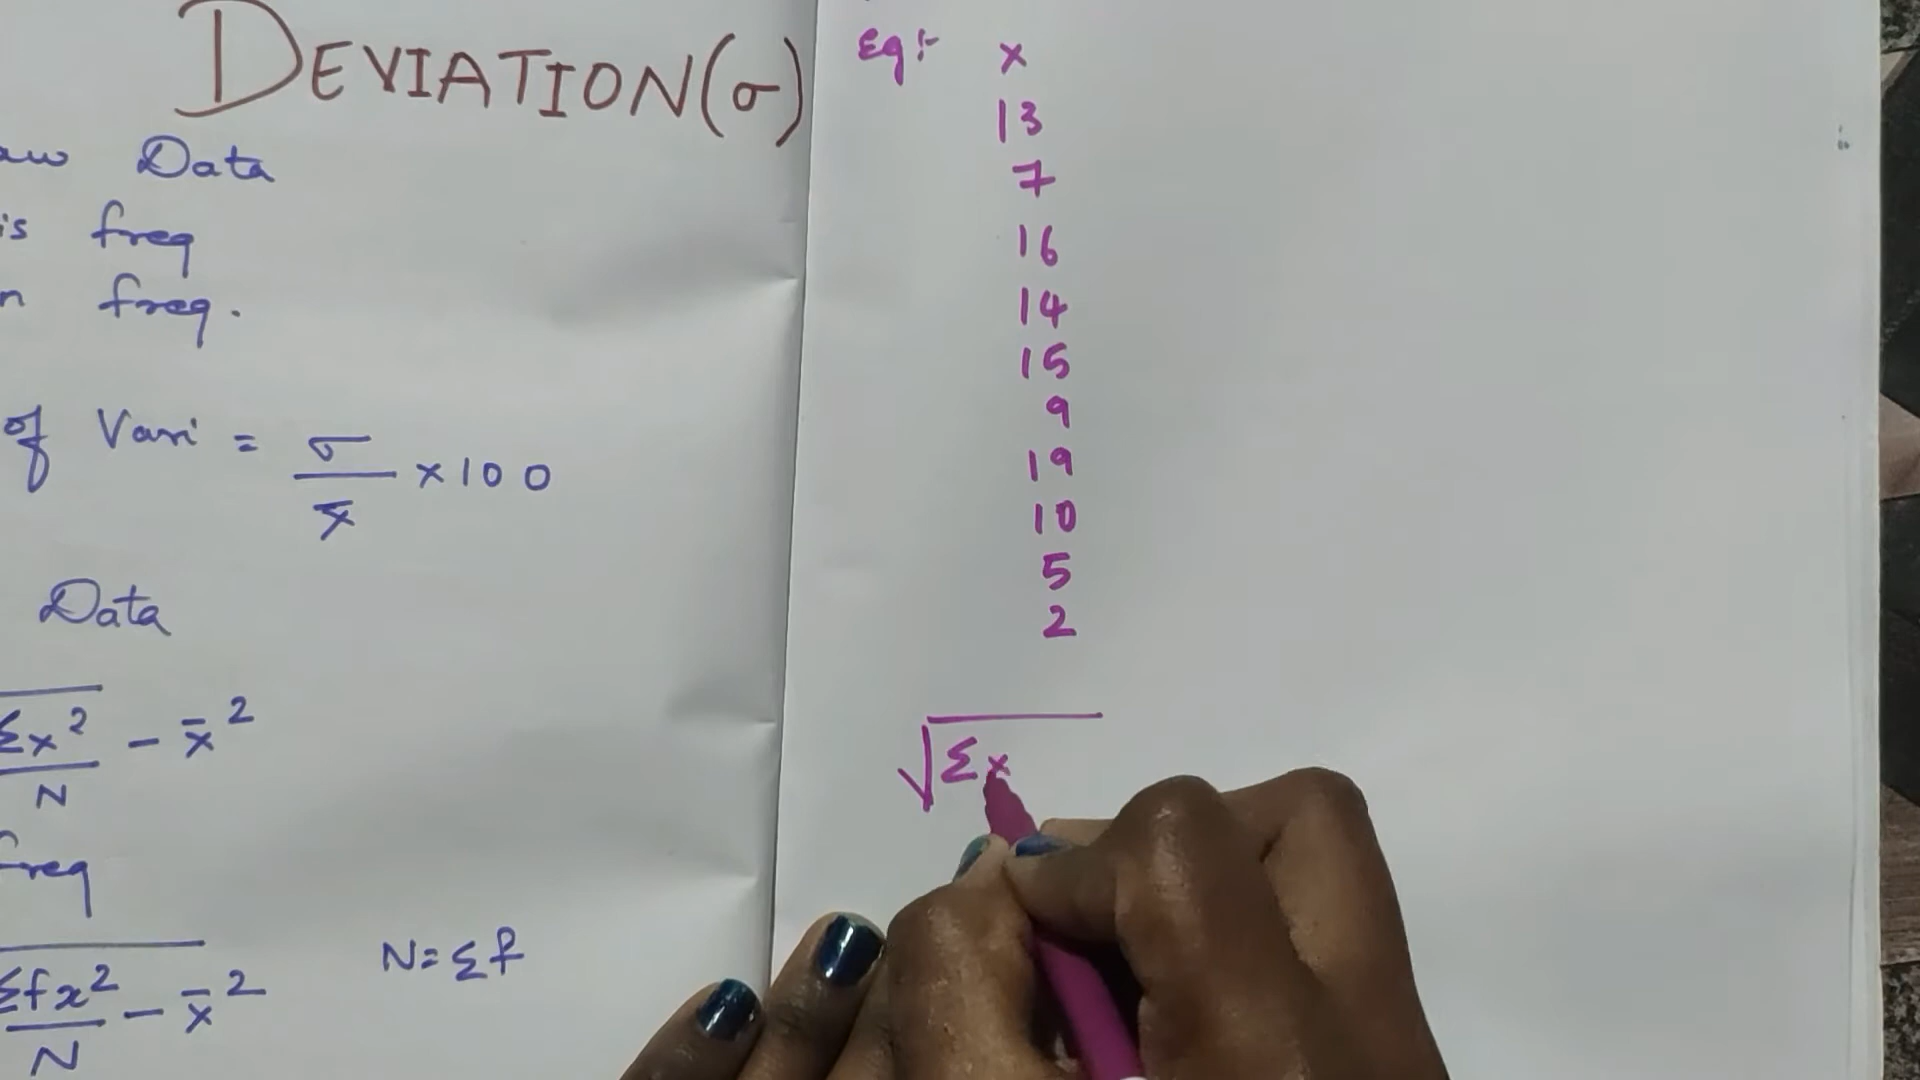 DEVIATION(σ)
Data
is freq
n freq.
of Vari = σ/x̄ ×100
Data
Σx²/N - x̄²
freq
Σfx²/N - x̄² N=Σf
Eg:- x
13
7
16
14
15
9
19
10
5
2
√Σx